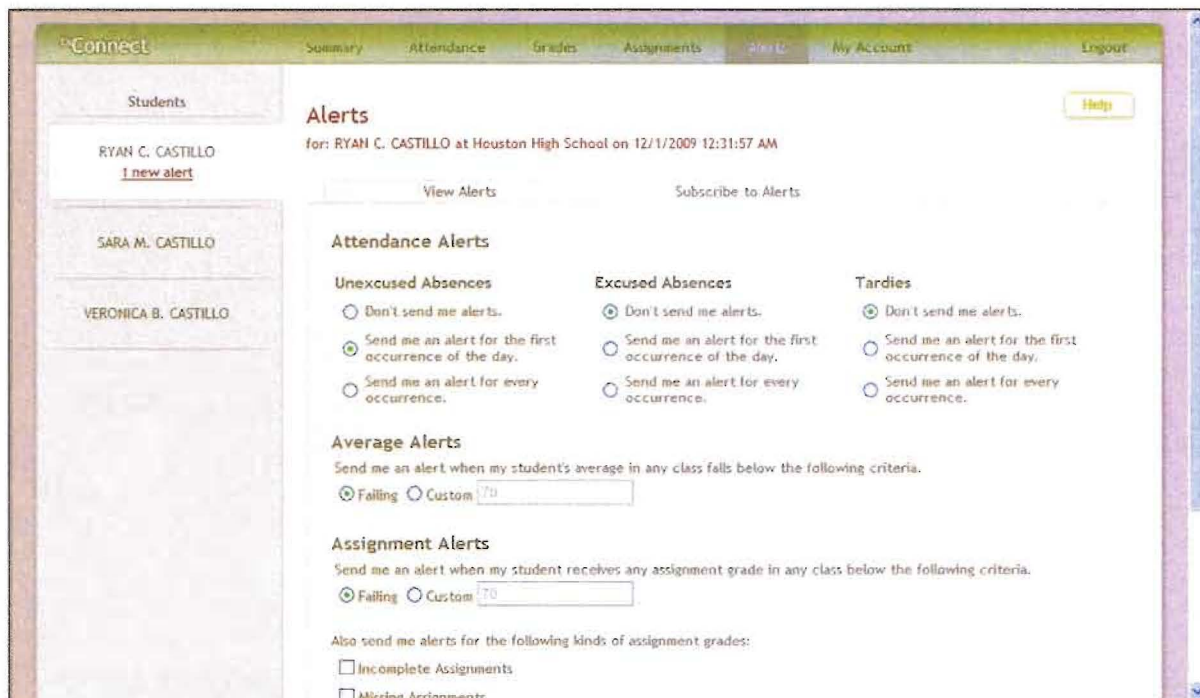 Connect
Summary Attendance Grades Assignments Alerts My Account Logout
Students
RYAN C. CASTILLO
1 new alert
SARA M. CASTILLO
VERONICA B. CASTILLO
Help
Alerts
for: RYAN C. CASTILLO at Houston High School on 12/1/2009 12:31:57 AM
View Alerts Subscribe to Alerts
Attendance Alerts
Unexcused Absences
Don't send me alerts.
Send me an alert for the first
occurrence of the day.
Send me an alert for every
occurrence.
Excused Absences
Don't send me alerts.
Send me an alert for the first
occurrence of the day.
Send me an alert for every
occurrence.
Tardies
Don't send me alerts.
Send me an alert for the first
occurrence of the day.
Send me an alert for every
occurrence.
Average Alerts
Send me an alert when my student's average in any class falls below the following criteria.
Failing Custom 70
Assignment Alerts
Send me an alert when my student receives any assignment grade in any class below the following criteria.
Failing Custom 70
Also send me alerts for the following kinds of assignment grades:
Incomplete Assignments
Missing Assignments